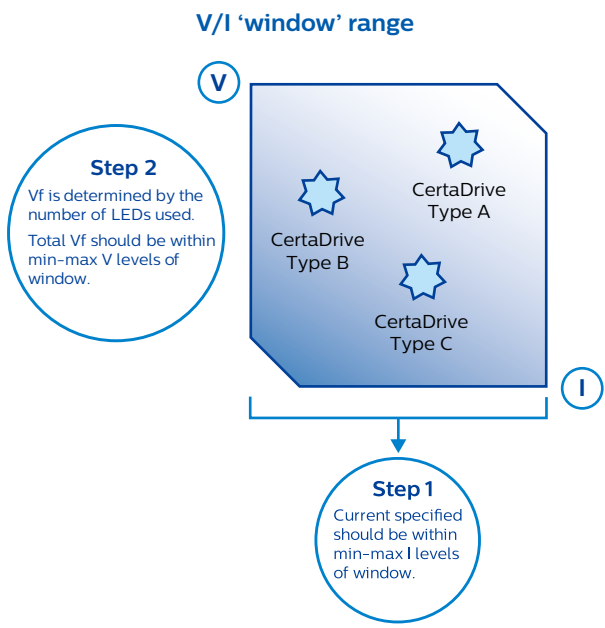 V/I ‘window’ range
V
Step 2
Vf is determined by the
number of LEDs used.
Total Vf should be within
min-max V levels of
window.
CertaDrive
Type A
CertaDrive
Type B
CertaDrive
Type C
I
Step 1
Current specified
should be within
min-max I levels
of window.